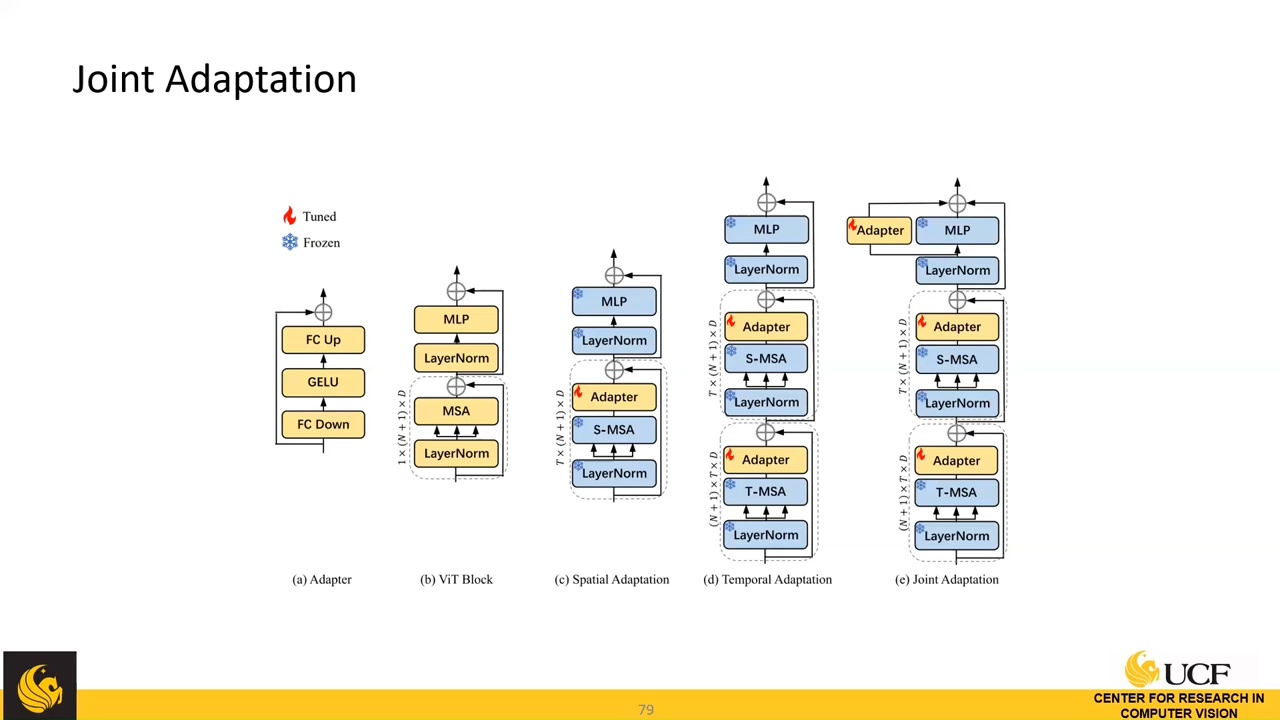 Joint Adaptation
Tuned
Frozen
FC Up
GELU
FC Down
(a) Adapter
MLP
LayerNorm
MSA
LayerNorm
1 × (N + 1) × D
(b) ViT Block
MLP
LayerNorm
Adapter
S-MSA
LayerNorm
T × (N + 1) × D
(c) Spatial Adaptation
MLP
LayerNorm
Adapter
S-MSA
LayerNorm
T × (N + 1) × D
Adapter
T-MSA
LayerNorm
(N + 1) × T × D
(d) Temporal Adaptation
Adapter
MLP
LayerNorm
Adapter
S-MSA
LayerNorm
T × (N + 1) × D
Adapter
T-MSA
LayerNorm
(N + 1) × T × D
(e) Joint Adaptation
79
UCF
CENTER FOR RESEARCH IN
COMPUTER VISION